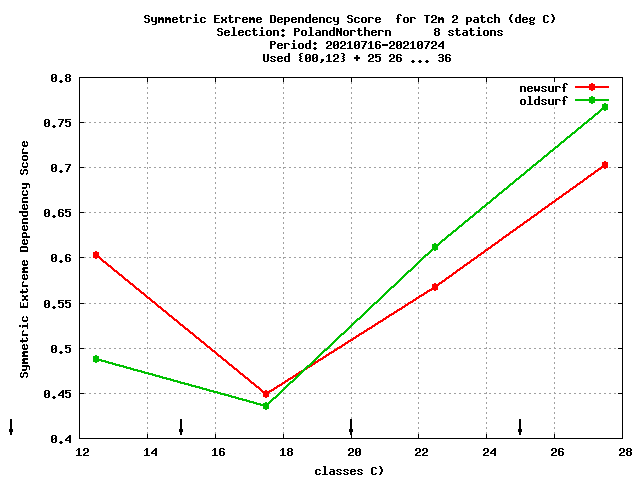 Symmetric Extreme Dependency Score  for T2m 2 patch (deg C)
Selection: PolandNorthern      8 stations
Period: 20210716-20210724
Used {00,12} + 25 26 ... 36
newsurf
oldsurf
Symmetric Extreme Dependency Score
0.8
0.75
0.7
0.65
0.6
0.55
0.5
0.45
0.4
12 14 16 18 20 22 24 26 28
classes C)